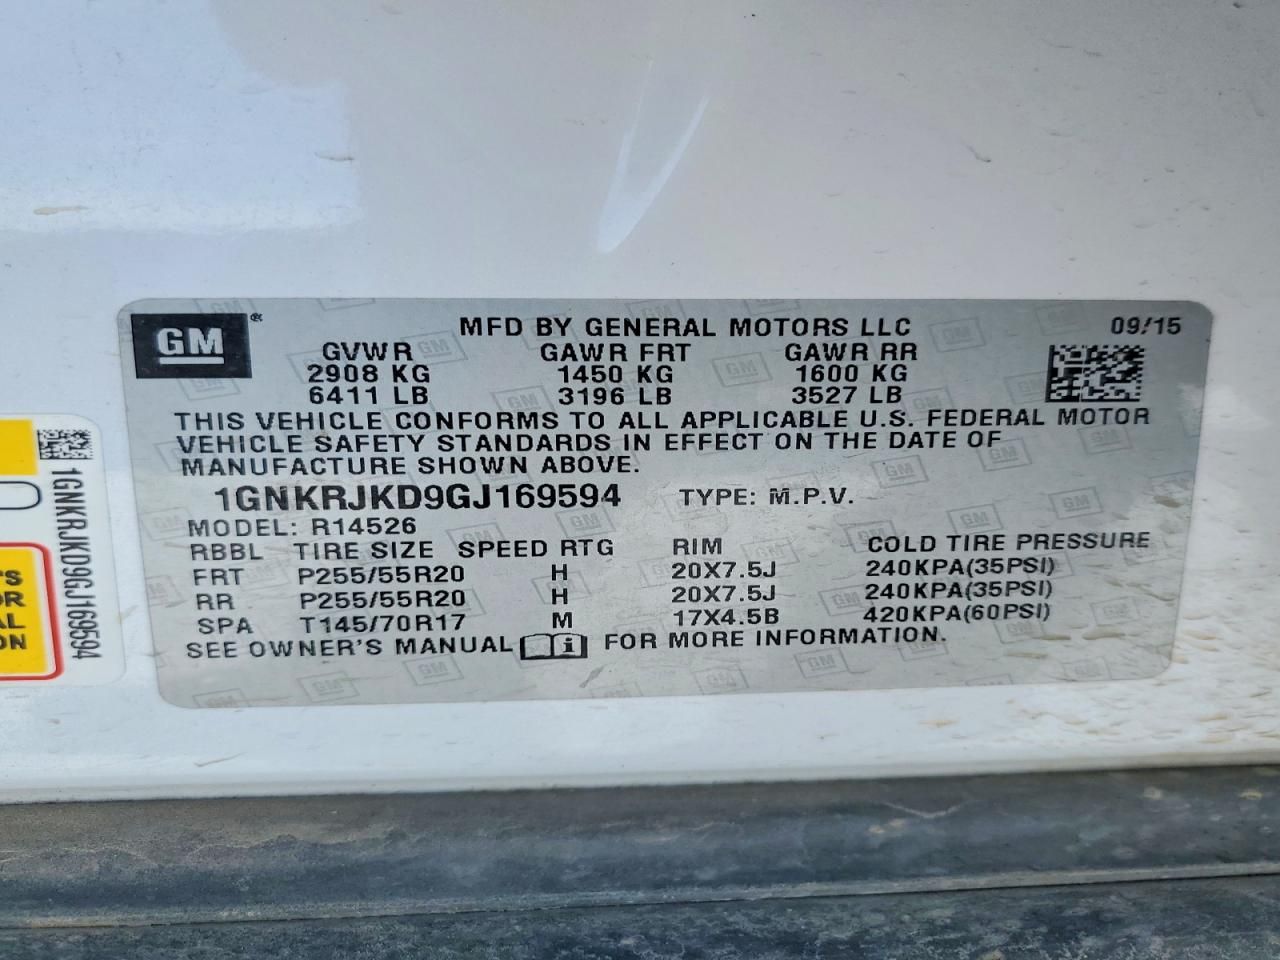 GM®
MFD BY GENERAL MOTORS LLC 09/15
GVWR GAWR FRT GAWR RR
2908 KG 1450 KG 1600 KG
6411 LB 3196 LB 3527 LB
THIS VEHICLE CONFORMS TO ALL APPLICABLE U.S. FEDERAL MOTOR
VEHICLE SAFETY STANDARDS IN EFFECT ON THE DATE OF
MANUFACTURE SHOWN ABOVE.
1GNKRJKD9GJ169594 TYPE: M.P.V.
MODEL: R14526
RBBL TIRE SIZE SPEED RTG RIM COLD TIRE PRESSURE
FRT P255/55R20 H 20X7.5J 240KPA(35PSI)
RR P255/55R20 H 20X7.5J 240KPA(35PSI)
SPA T145/70R17 M 17X4.5B 420KPA(60PSI)
SEE OWNER'S MANUAL FOR MORE INFORMATION.
1GNKRJKD9GJ169594